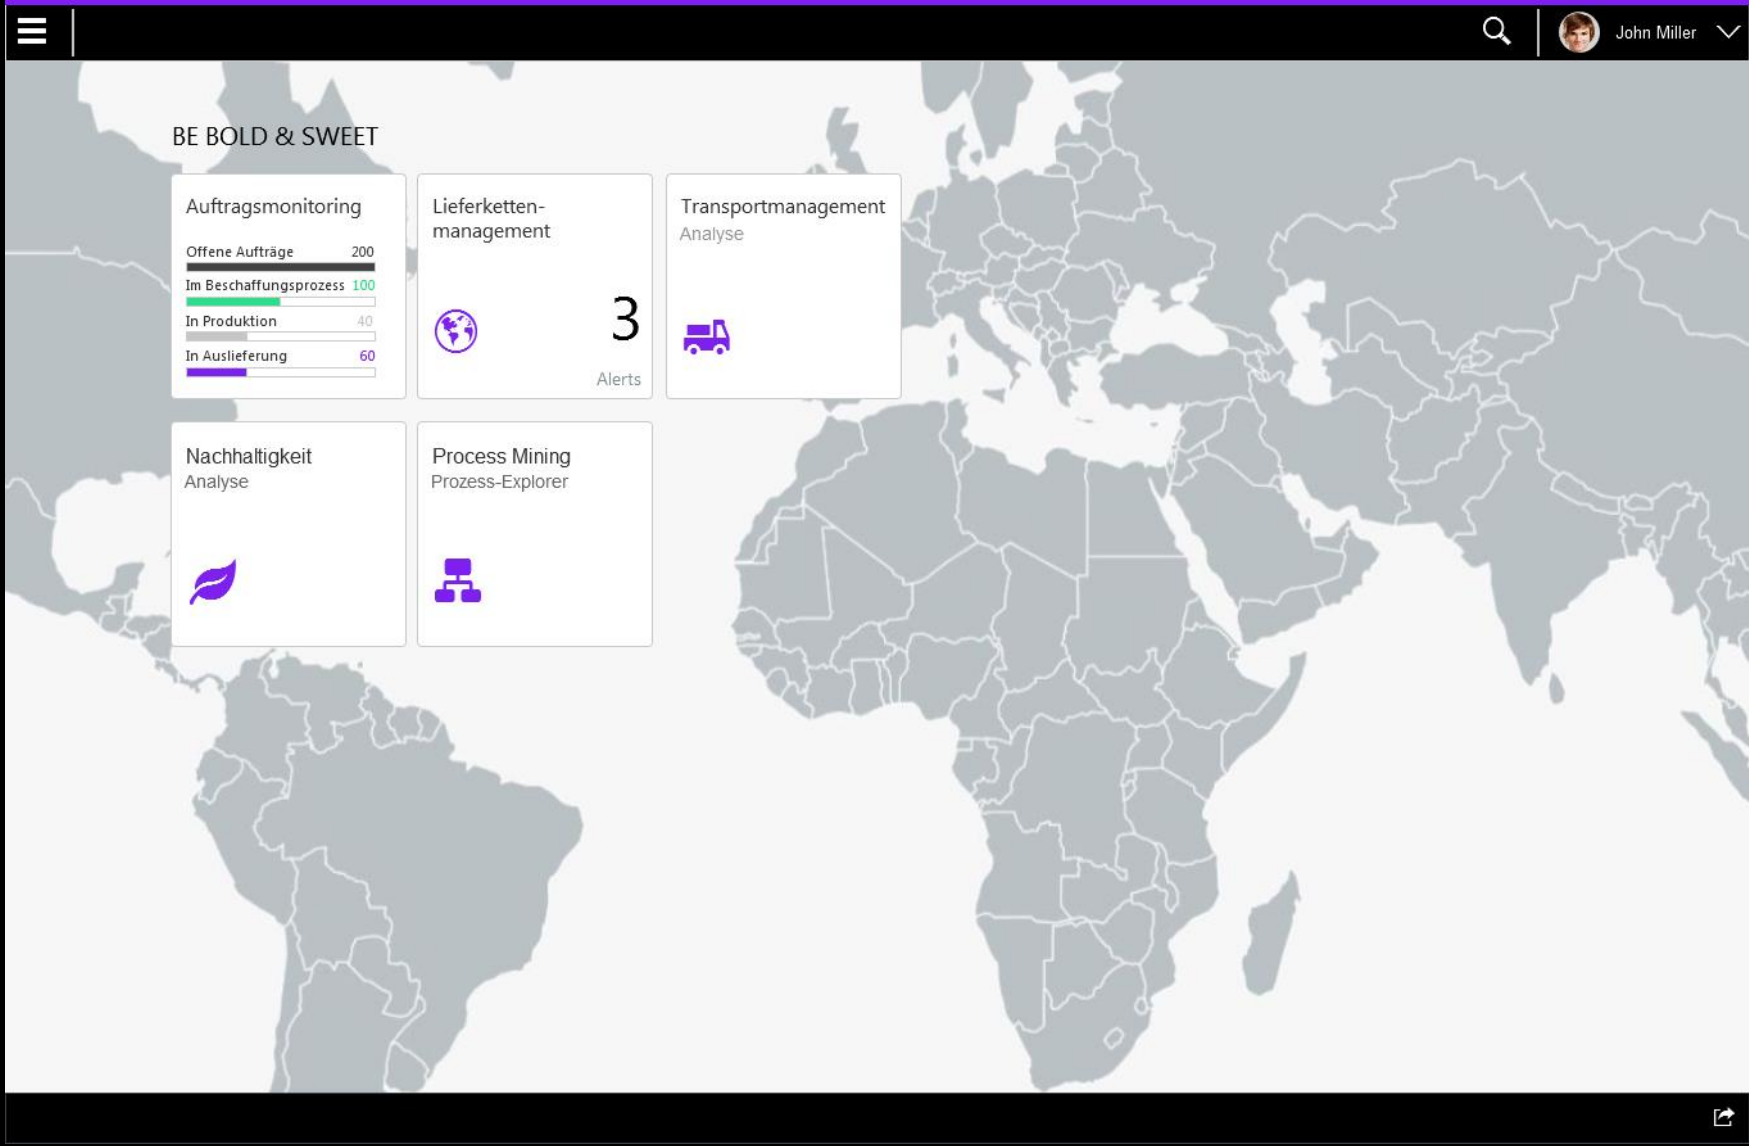 John Miller
BE BOLD & SWEET
Auftragsmonitoring
Offene Aufträge 200
Im Beschaffungsprozess 100
In Produktion 40
In Auslieferung 60
Lieferketten-
management
3
Alerts
Transportmanagement
Analyse
Nachhaltigkeit
Analyse
Process Mining
Prozess-Explorer